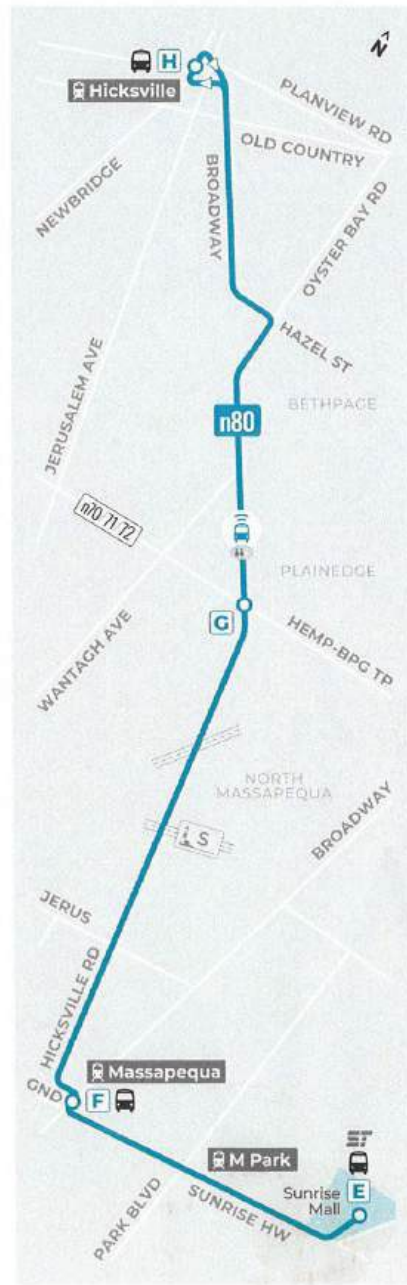 N
H
Hicksville
PLANVIEW RD
OLD COUNTRY
BROADWAY
NEWBRIDGE
OYSTER BAY RD
HAZEL ST
JERUSALEM AVE
BETHPAGE
n80
n70 71 72
PLAINEDGE
G
HEMP-BPG TP
WANTAGH AVE
NORTH
MASSAPEQUA
BROADWAY
S
JERUS
HICKSVILLE RD
Massapequa
GND
F
M Park
Sunrise
Mall
E
PARK BLVD
SUNRISE HW